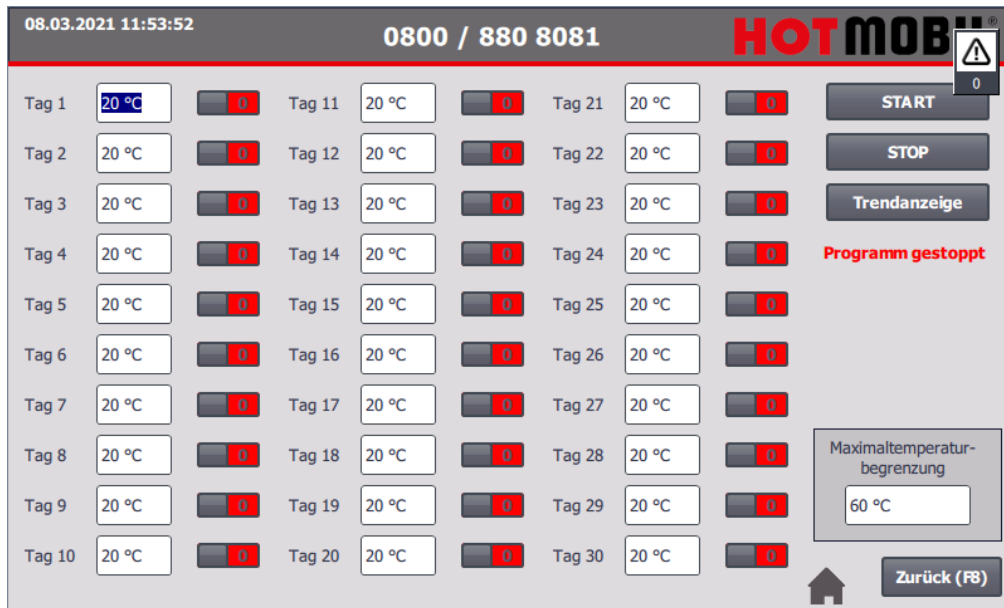 08.03.2021 11:53:52 0800 / 880 8081 HOTMOBIL®
0
Tag 1 20 °C 0 Tag 11 20 °C 0 Tag 21 20 °C 0 START
Tag 2 20 °C 0 Tag 12 20 °C 0 Tag 22 20 °C 0 STOP
Tag 3 20 °C 0 Tag 13 20 °C 0 Tag 23 20 °C 0 Trendanzeige
Tag 4 20 °C 0 Tag 14 20 °C 0 Tag 24 20 °C 0 Programm gestoppt
Tag 5 20 °C 0 Tag 15 20 °C 0 Tag 25 20 °C 0
Tag 6 20 °C 0 Tag 16 20 °C 0 Tag 26 20 °C 0
Tag 7 20 °C 0 Tag 17 20 °C 0 Tag 27 20 °C 0
Tag 8 20 °C 0 Tag 18 20 °C 0 Tag 28 20 °C 0
Maximaltemperatur-
begrenzung
Tag 9 20 °C 0 Tag 19 20 °C 0 Tag 29 20 °C 0 60 °C
Tag 10 20 °C 0 Tag 20 20 °C 0 Tag 30 20 °C 0
Zurück (F8)